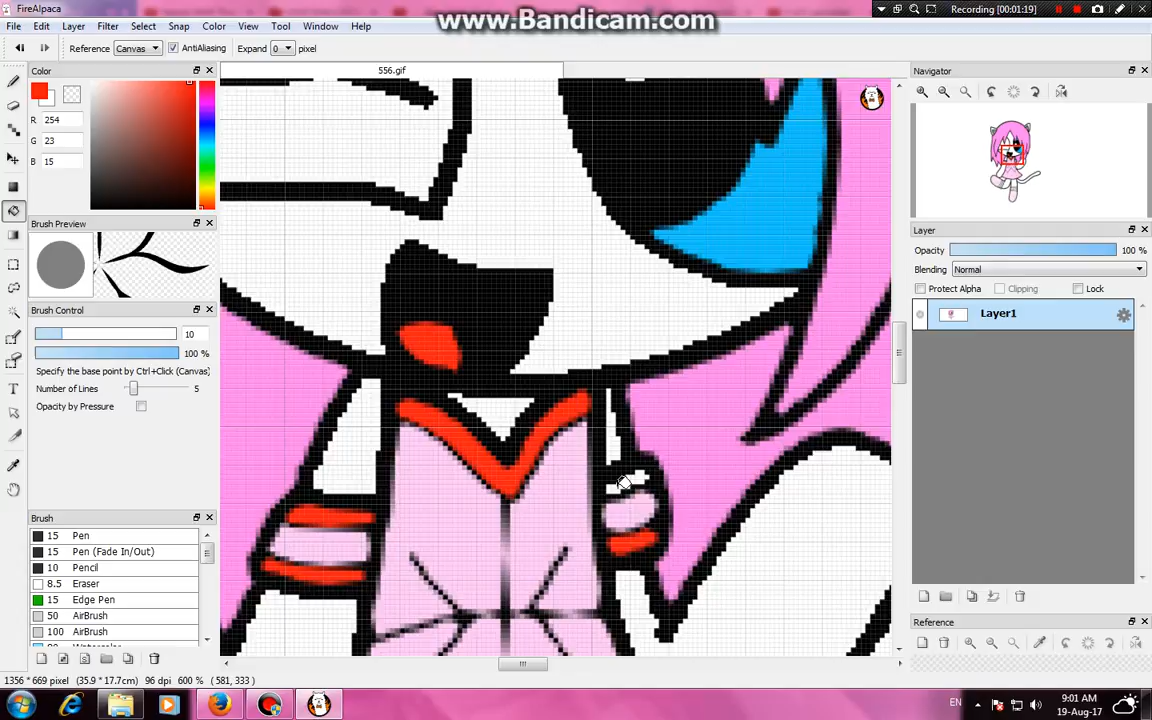 FireAlpaca
www.Bandicam.com
Recording [00:01:19]
File Edit Layer Filter Select Snap Color View Tool Window Help
Reference Canvas AntiAliasing Expand 0 pixel
Color
556.gif
Navigator
R 254
G 23
B 15
Brush Preview
Layer
Opacity 100 %
Blending Normal
Protect Alpha Clipping Lock
Layer1
Brush Control
10
100 %
Specify the base point by Ctrl+Click (Canvas)
Number of Lines 5
Opacity by Pressure
Brush
15 Pen
15 Pen (Fade In/Out)
10 Pencil
8.5 Eraser
15 Edge Pen
50 AirBrush
100 AirBrush
Reference
1356 * 669 pixel (35.9 * 17.7cm) 96 dpi 600 % (581, 333)
EN
9:01 AM
19-Aug-17